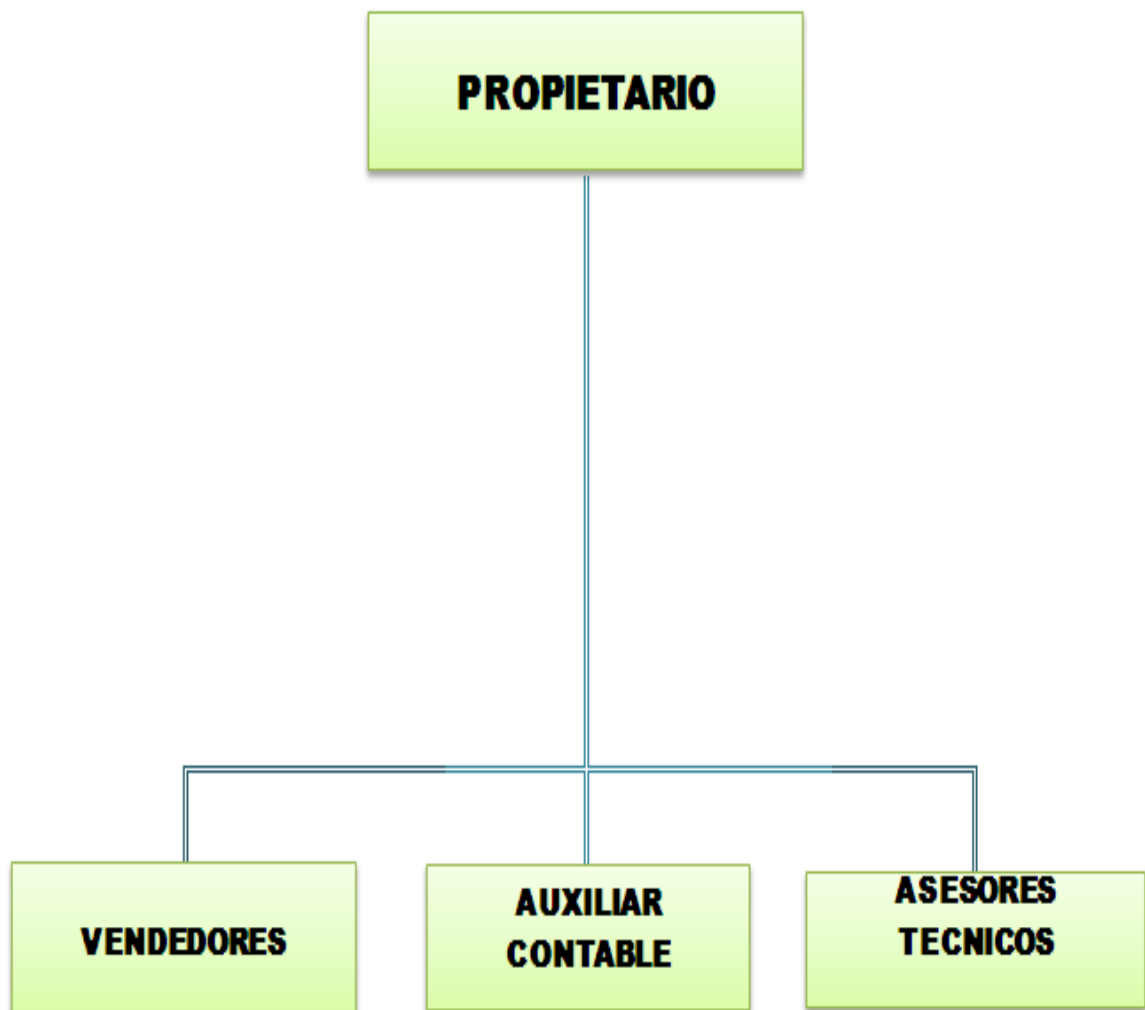 PROPIETARIO
VENDEDORES
AUXILIAR
CONTABLE
ASESORES
TECNICOS